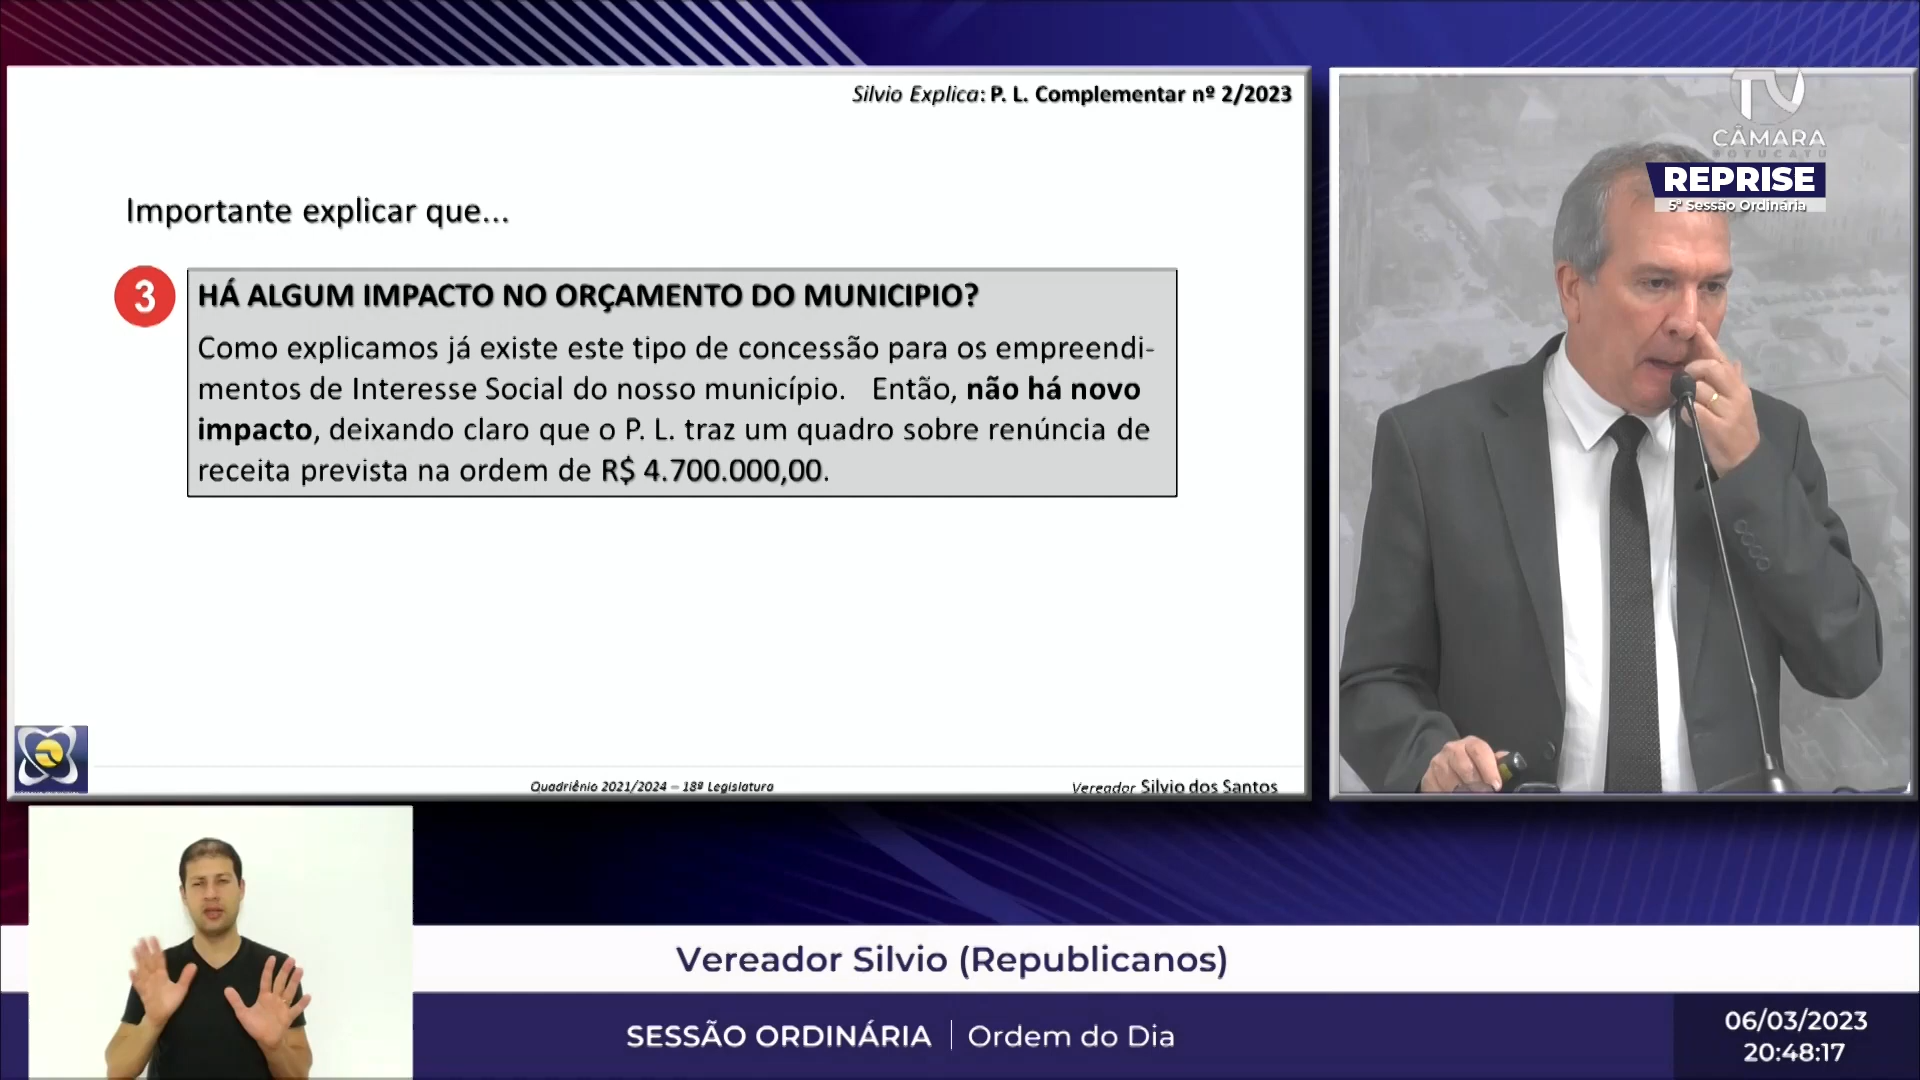 Silvio Explica: P. L. Complementar nº 2/2023
Importante explicar que...
3
HÁ ALGUM IMPACTO NO ORÇAMENTO DO MUNICIPIO?
Como explicamos já existe este tipo de concessão para os empreendi-
mentos de Interesse Social do nosso município. Então, não há novo
impacto, deixando claro que o P. L. traz um quadro sobre renúncia de
receita prevista na ordem de R$ 4.700.000,00.
Quadriênio 2021/2024 – 18ª Legislatura
Vereador Silvio dos Santos
TV
CÂMARA
BOTUCATU
REPRISE
5ª Sessão Ordinária
Vereador Silvio (Republicanos)
SESSÃO ORDINÁRIA | Ordem do Dia
06/03/2023
20:48:17